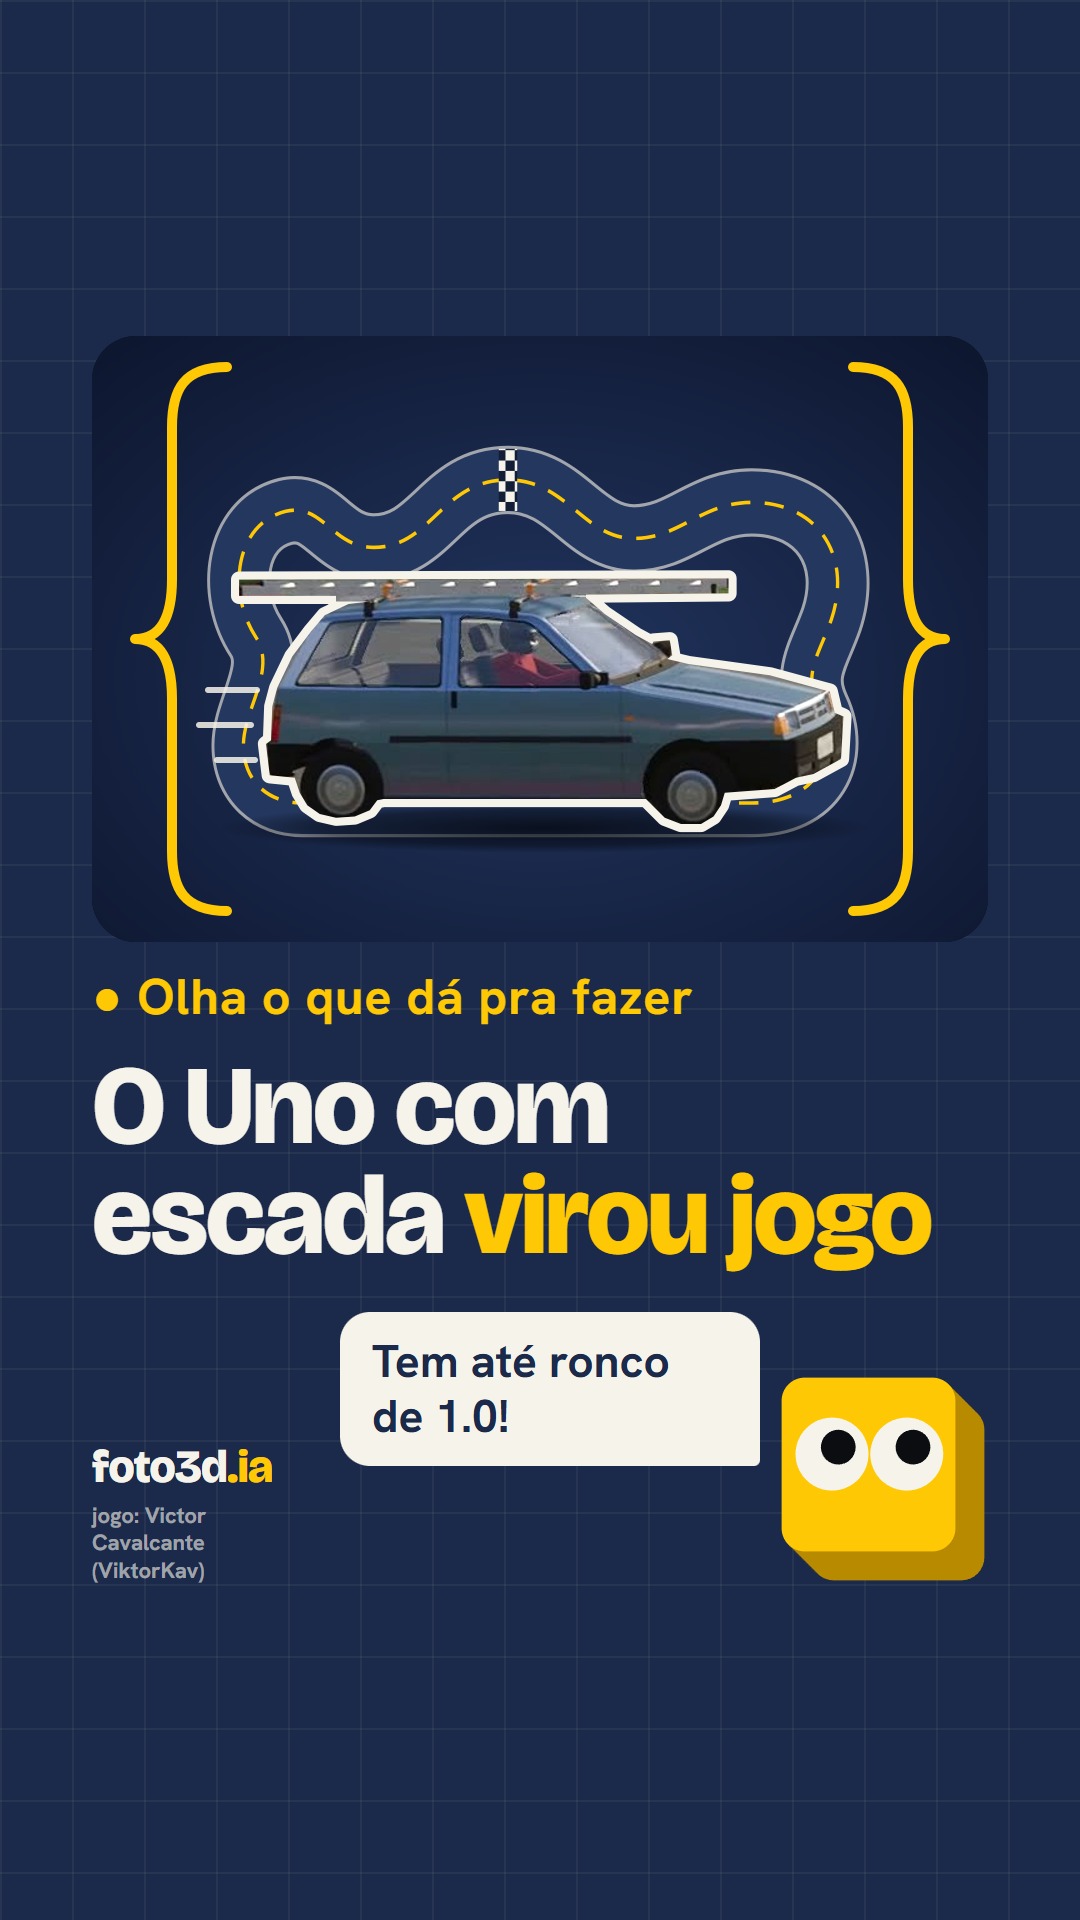 ● Olha o que dá pra fazer
O Uno com
escada virou jogo
Tem até ronco
de 1.0!
foto3d.ia
jogo: Victor
Cavalcante
(ViktorKav)